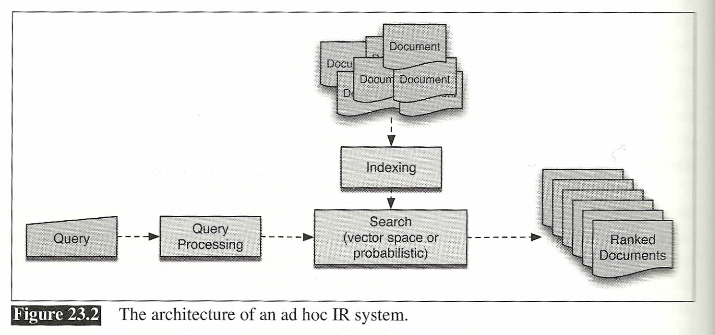 Document
Docu
Docum
Document
D
Indexing
Query
Query
Processing
Search
(vector space or
probabilistic)
Ranked
Documents
Figure 23.2 The architecture of an ad hoc IR system.